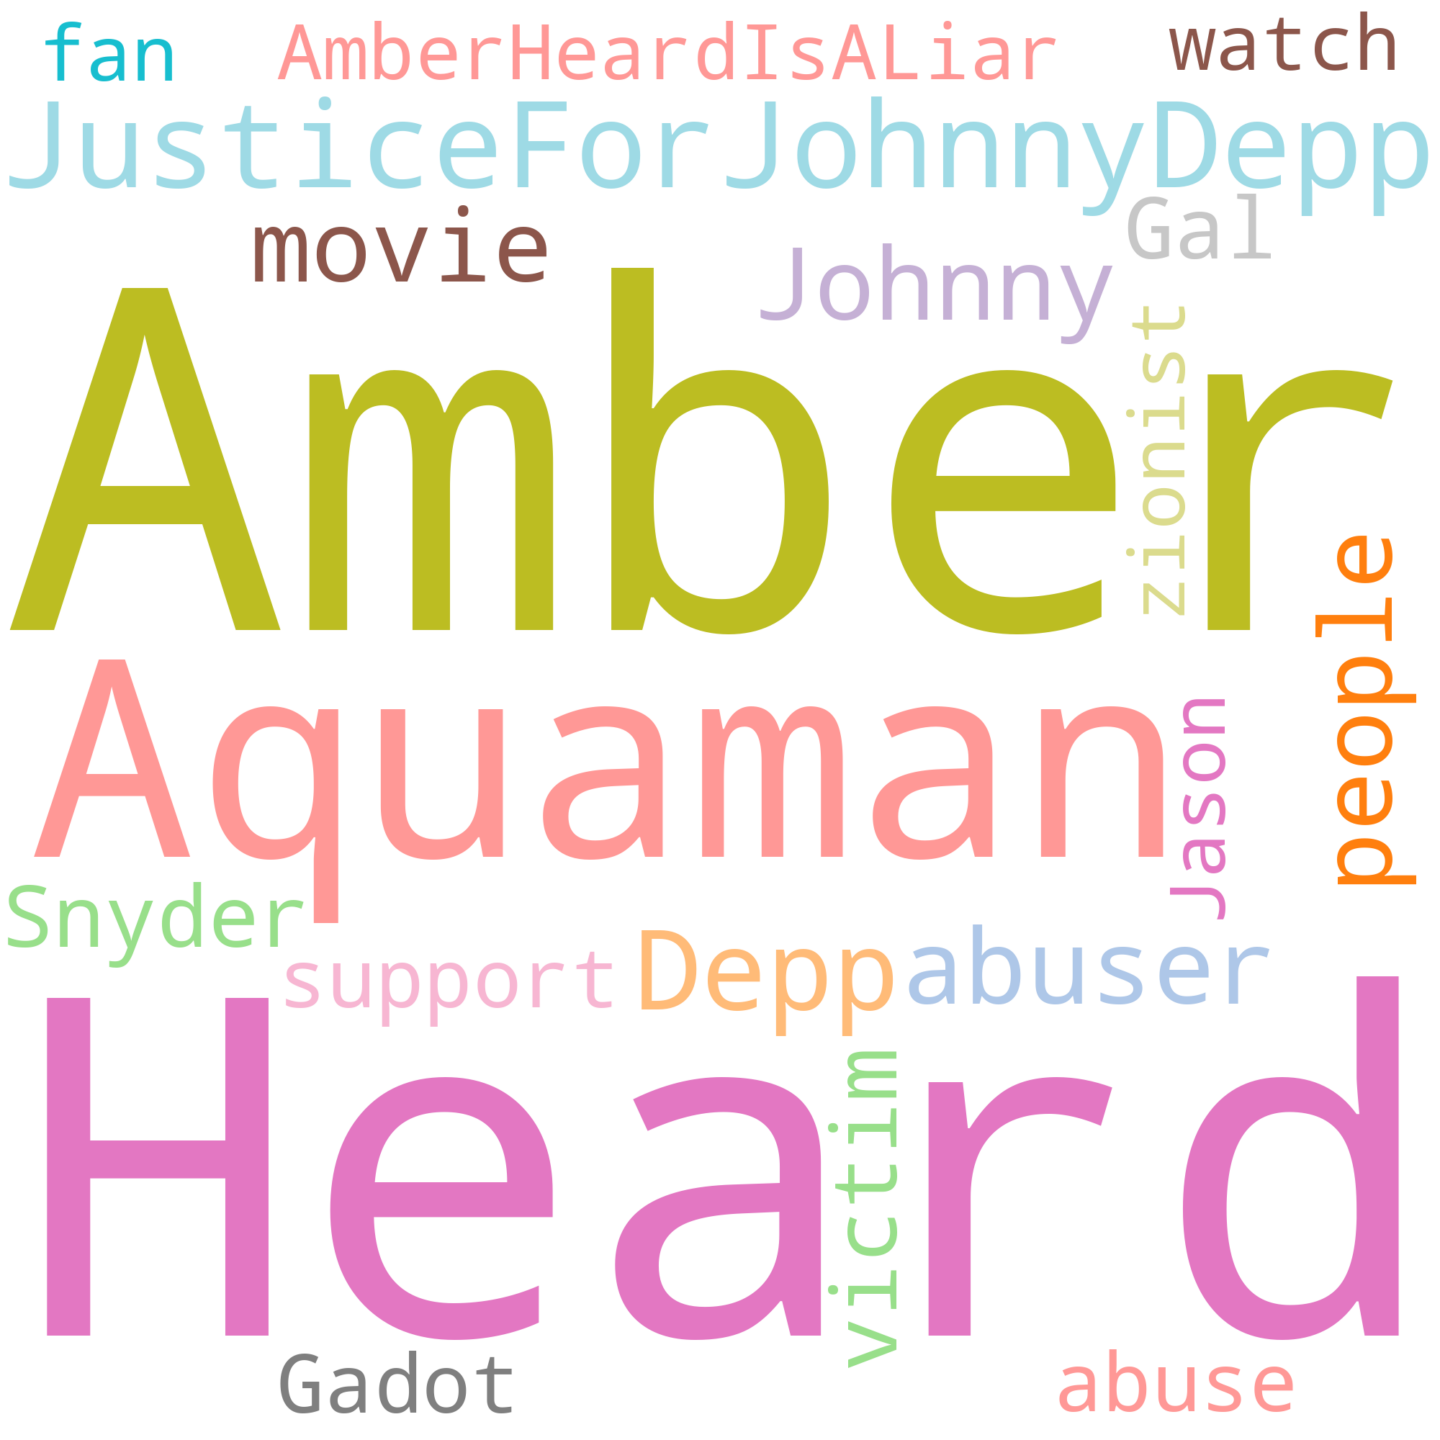 fan AmberHeardIsALiar watch
JusticeForJohnnyDepp
movie Johnny Gal
Amber
zionist
people
Aquaman
Jason
Snyder
support Depp abuser
Heard
victim
Gadot abuse